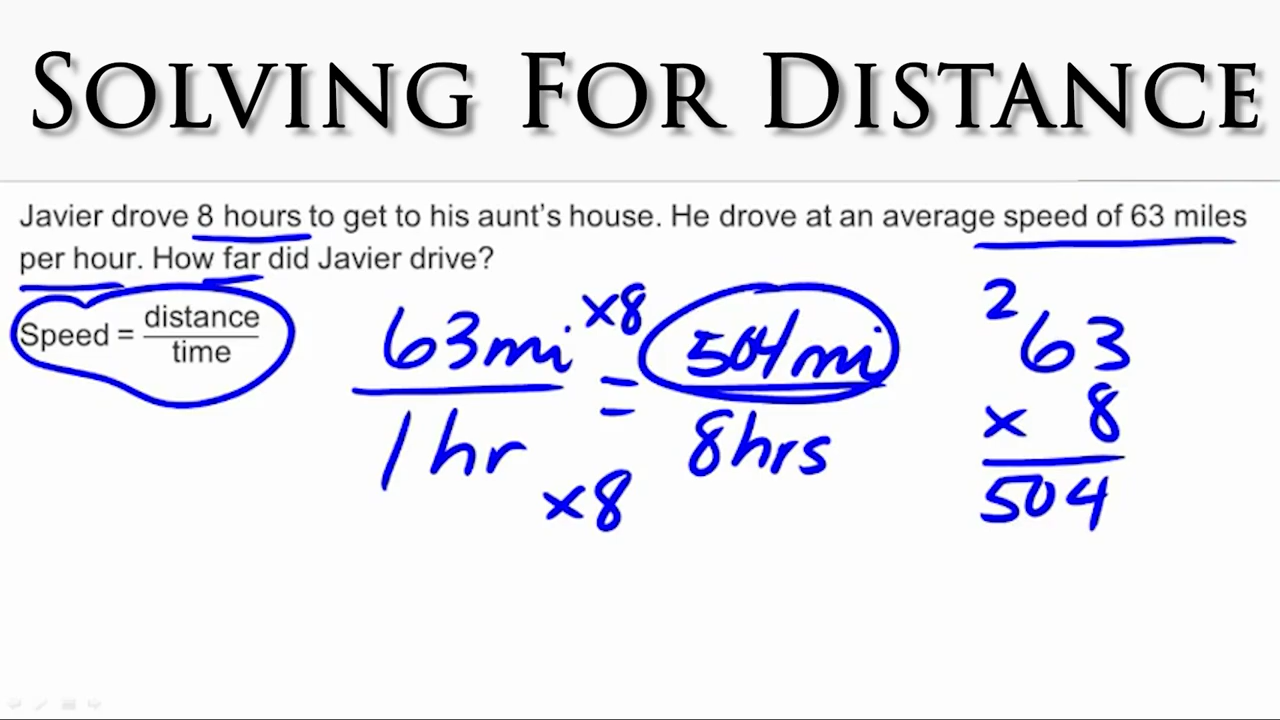 SOLVING FOR DISTANCE
Javier drove 8 hours to get to his aunt's house. He drove at an average speed of 63 miles
per hour. How far did Javier drive?
Speed = distance
time
63mi x8 = 504mi
1hr x8 8hrs
2
63
x 8
504